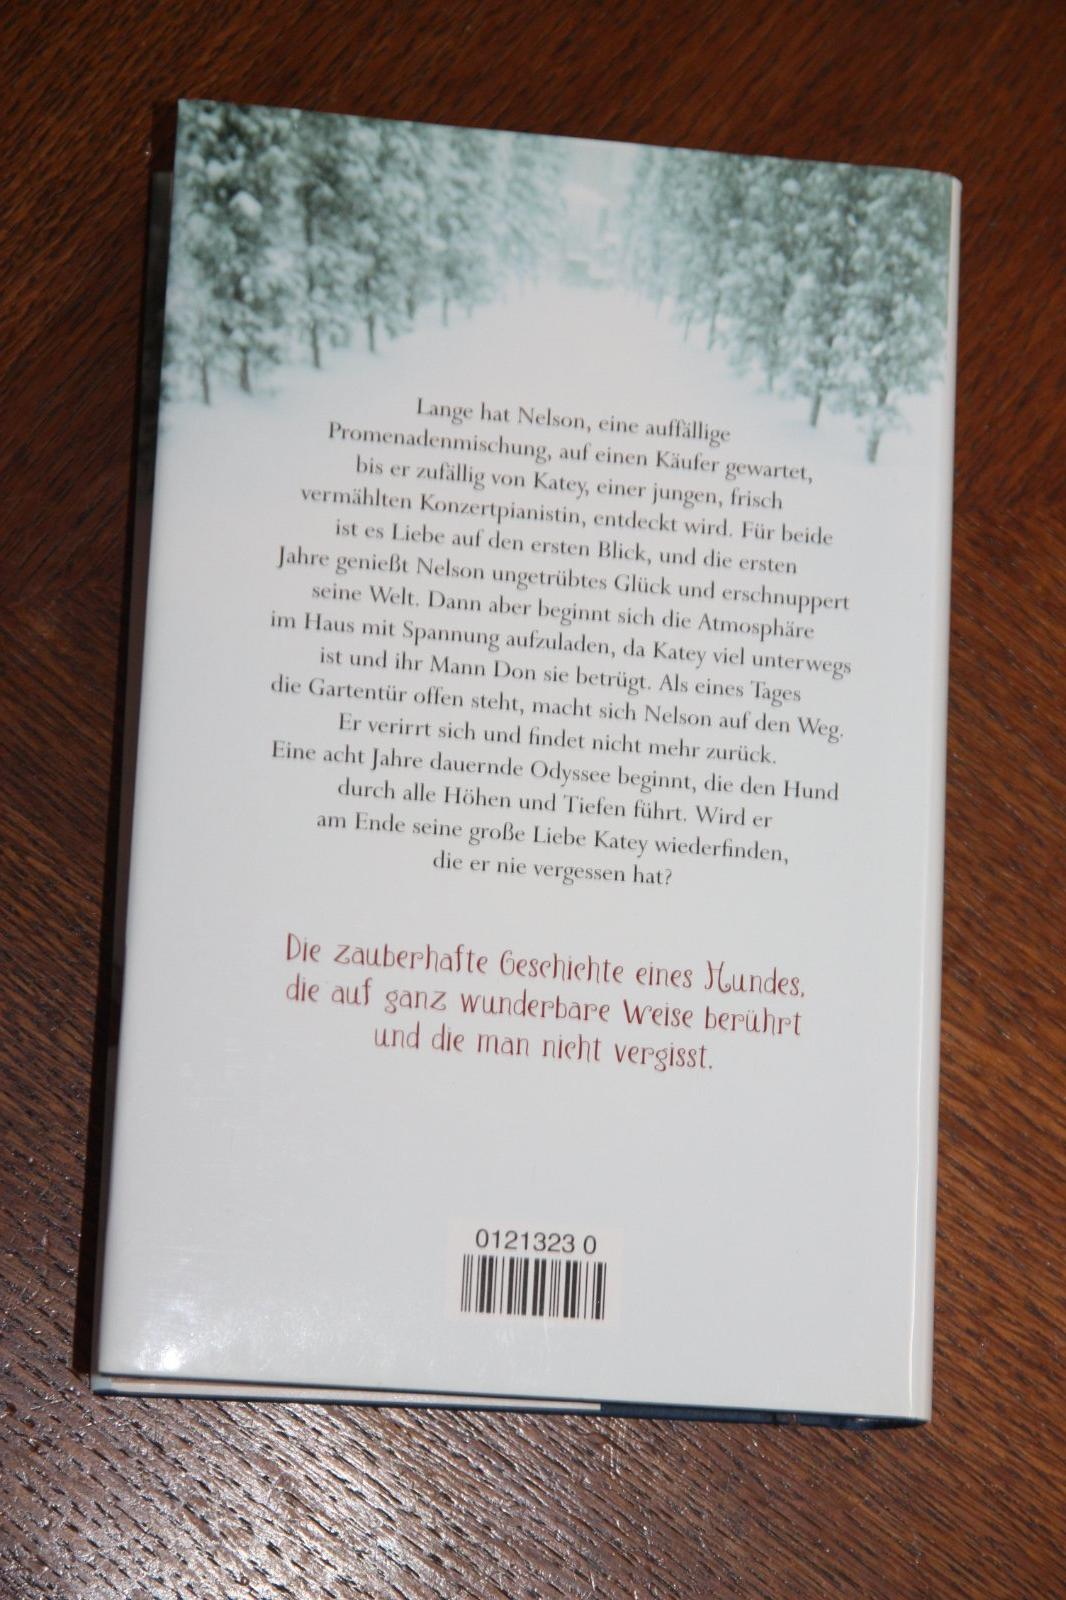 Lange hat Nelson, eine auffällige
Promenadenmischung, auf einen Käufer gewartet,
bis er zufällig von Katey, einer jungen, frisch
vermählten Konzertpianistin, entdeckt wird. Für beide
ist es Liebe auf den ersten Blick, und die ersten
Jahre genießt Nelson ungetrübtes Glück und erschnuppert
seine Welt. Dann aber beginnt sich die Atmosphäre
im Haus mit Spannung aufzuladen, da Katey viel unterwegs
ist und ihr Mann Don sie betrügt. Als eines Tages
die Gartentür offen steht, macht sich Nelson auf den Weg.
Er verirrt sich und findet nicht mehr zurück.
Eine acht Jahre dauernde Odyssee beginnt, die den Hund
durch alle Höhen und Tiefen führt. Wird er
am Ende seine große Liebe Katey wiederfinden,
die er nie vergessen hat?
Die zauberhafte Geschichte eines Hundes,
die auf ganz wunderbare Weise berührt
und die man nicht vergisst.
0121323 0